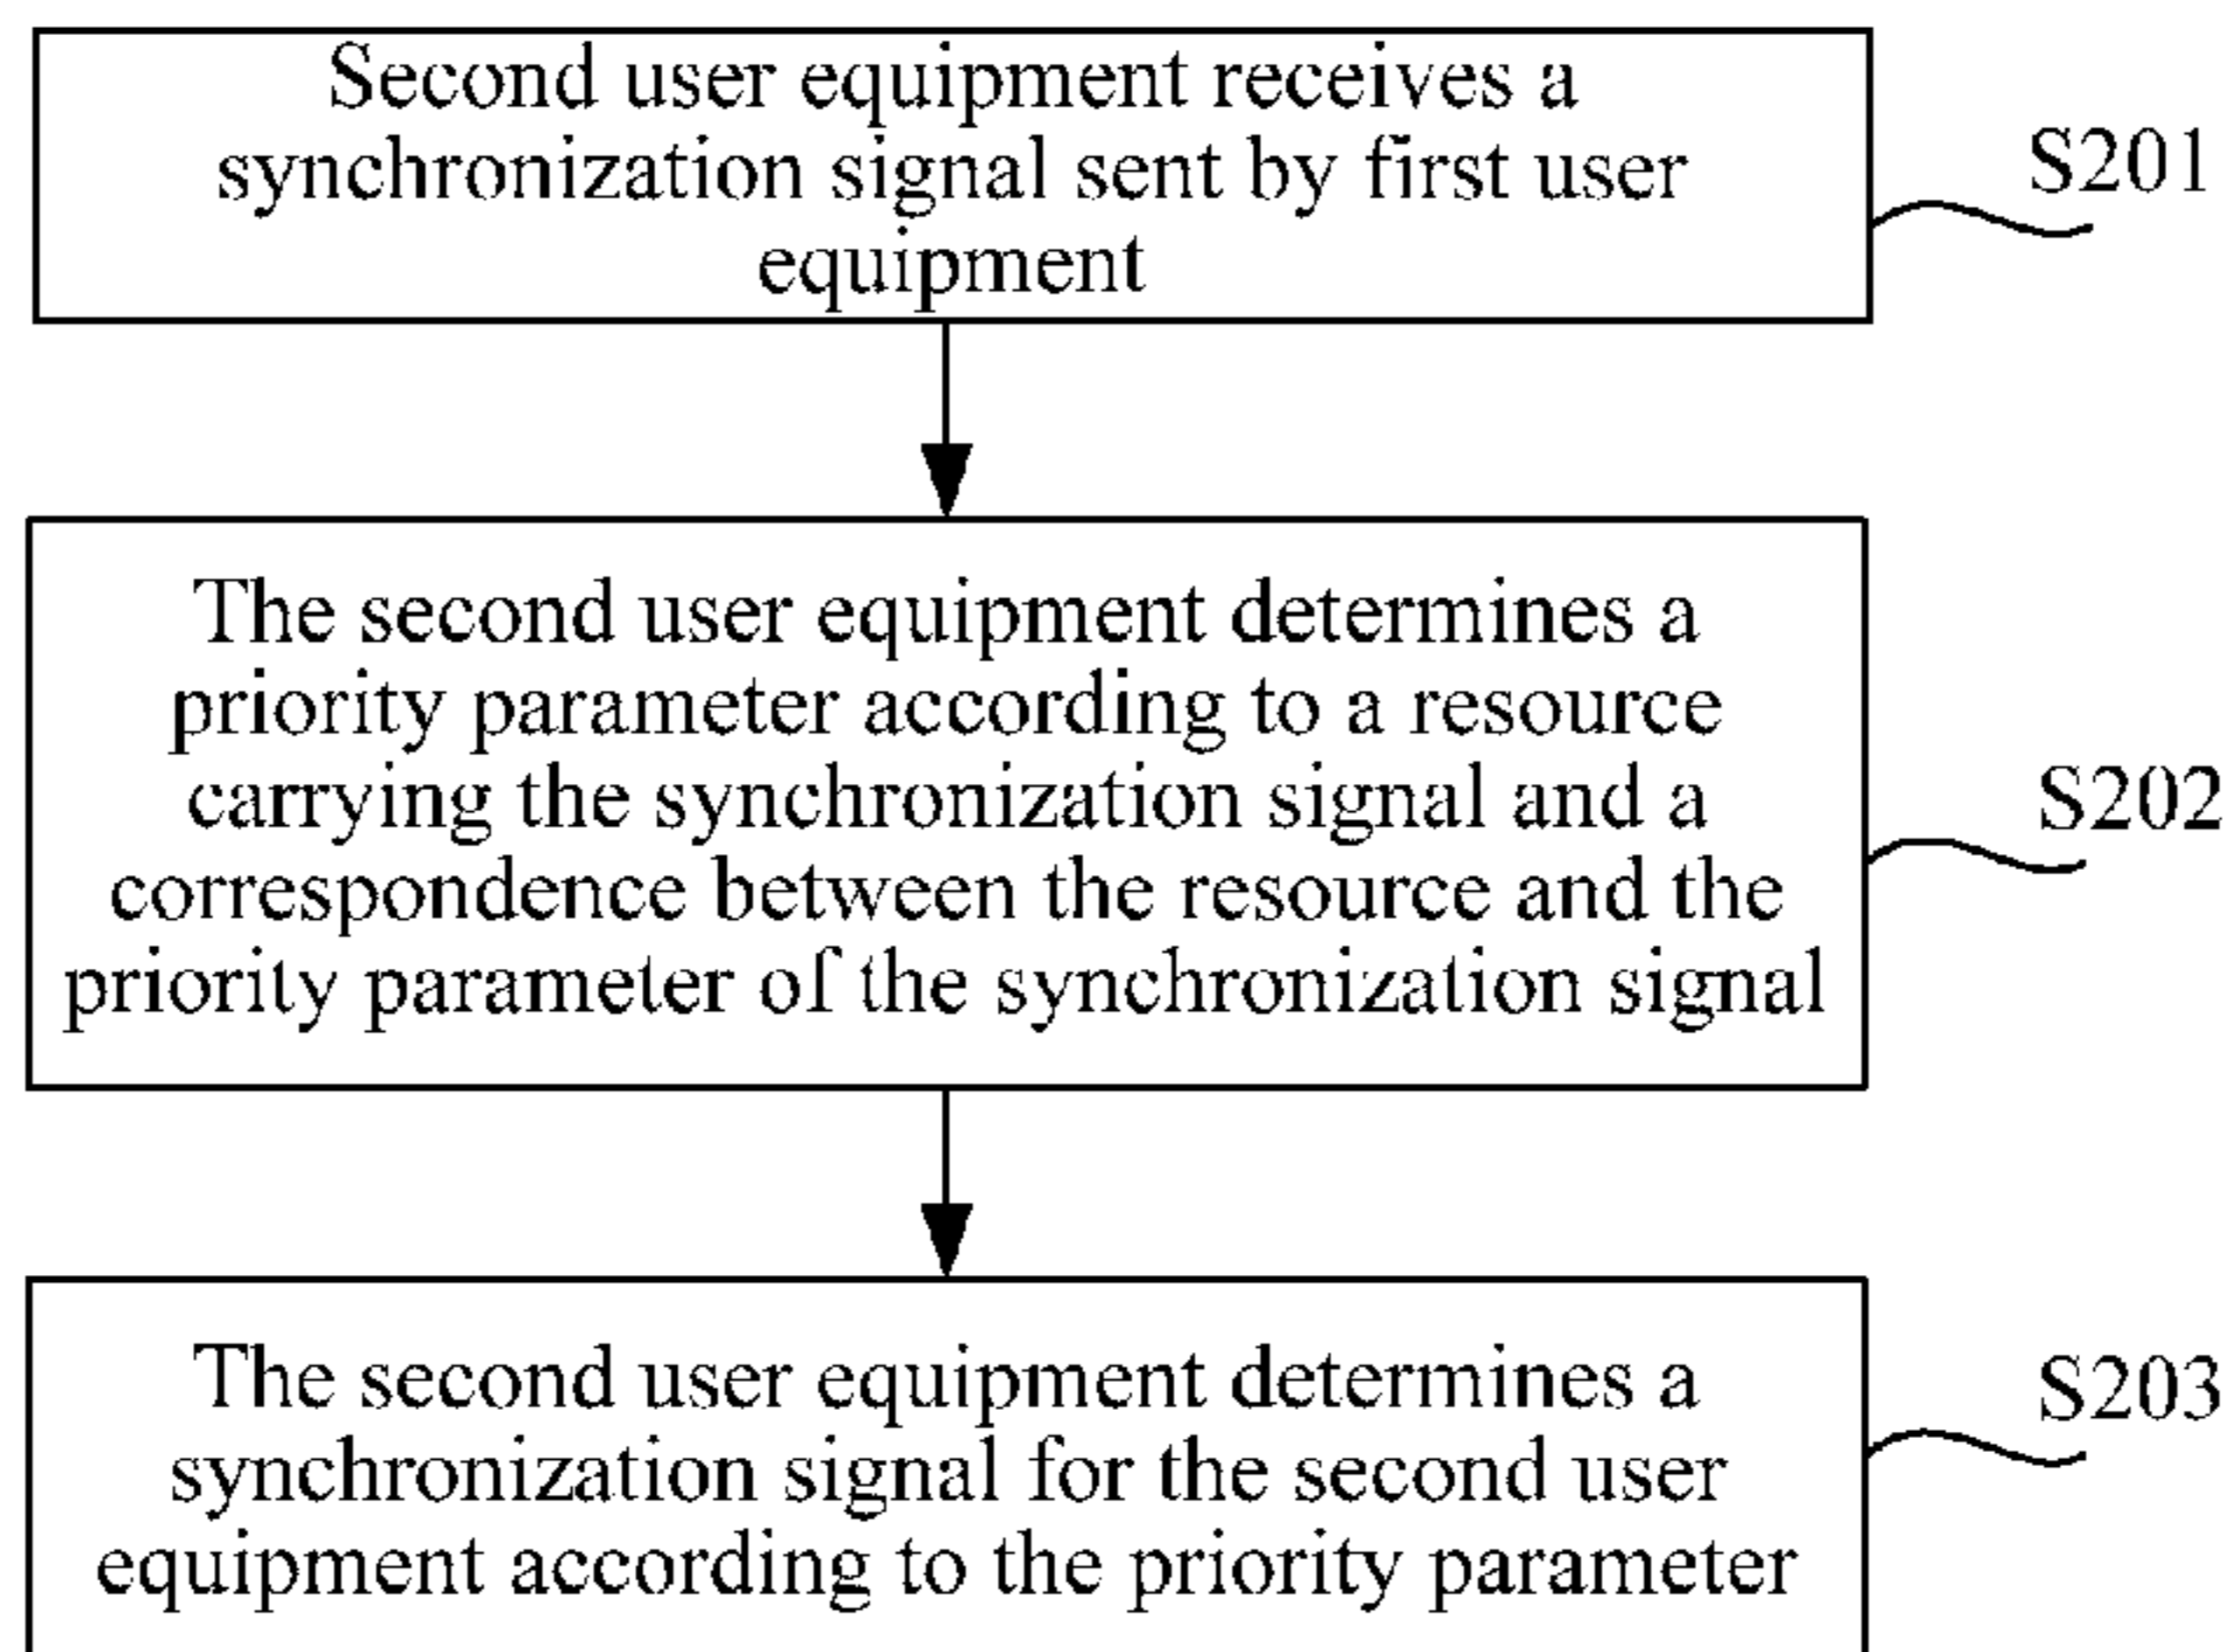 Second user equipment receives a
synchronization signal sent by first user
equipment
S201
The second user equipment determines a
priority parameter according to a resource
carrying the synchronization signal and a
correspondence between the resource and the
priority parameter of the synchronization signal
S202
The second user equipment determines a
synchronization signal for the second user
equipment according to the priority parameter
S203